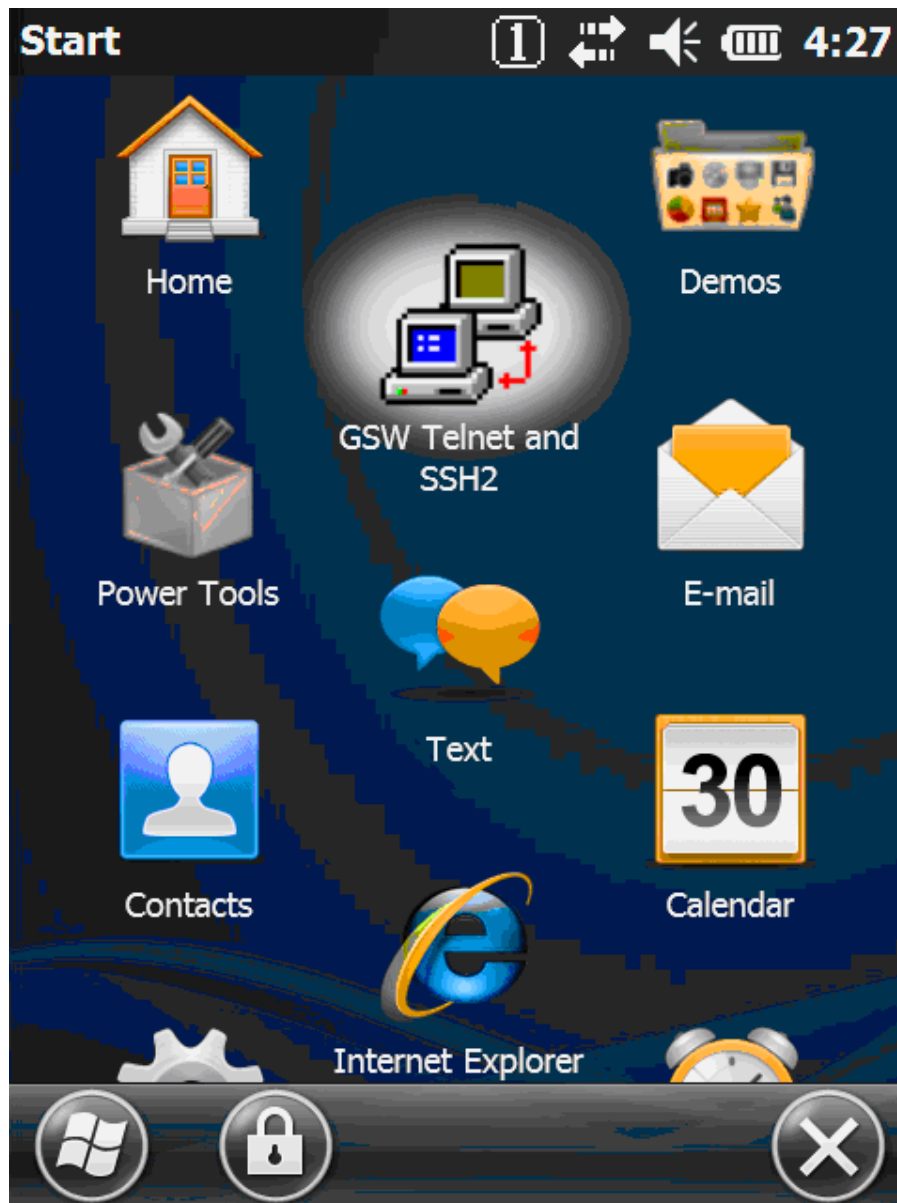 Start 1 4:27
Home
Demos
GSW Telnet and
SSH2
Power Tools
E-mail
Text
30
Contacts
Calendar
Internet Explorer